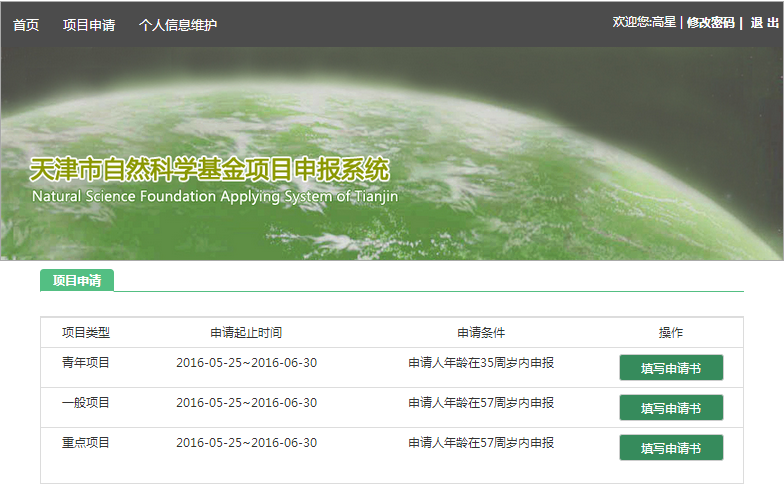 首页 项目申请 个人信息维护 欢迎您:高星 | 修改密码 | 退 出
天津市自然科学基金项目申报系统
Natural Science Foundation Applying System of Tianjin
项目申请
项目类型 申请起止时间 申请条件 操作
青年项目 2016-05-25~2016-06-30 申请人年龄在35周岁内申报 填写申请书
一般项目 2016-05-25~2016-06-30 申请人年龄在57周岁内申报 填写申请书
重点项目 2016-05-25~2016-06-30 申请人年龄在57周岁内申报 填写申请书